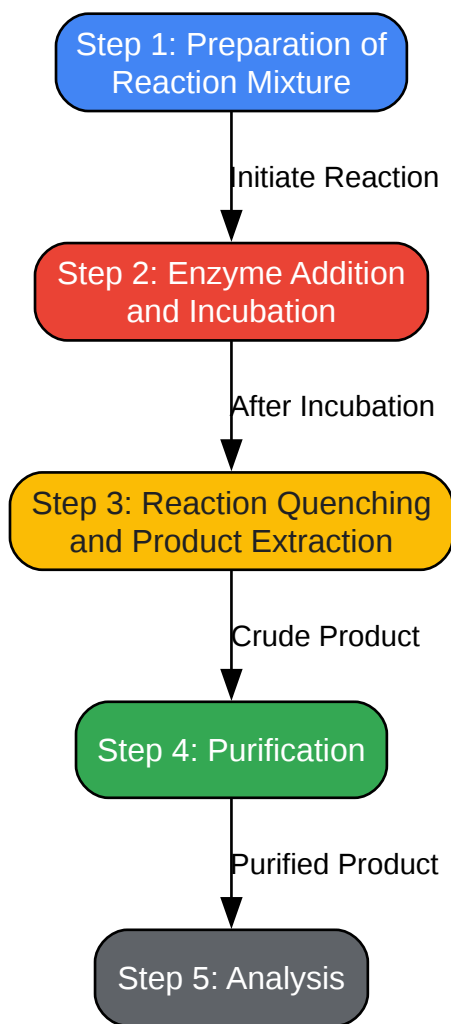 Step 1: Preparation of
Reaction Mixture
Initiate Reaction
Step 2: Enzyme Addition
and Incubation
After Incubation
Step 3: Reaction Quenching
and Product Extraction
Crude Product
Step 4: Purification
Purified Product
Step 5: Analysis